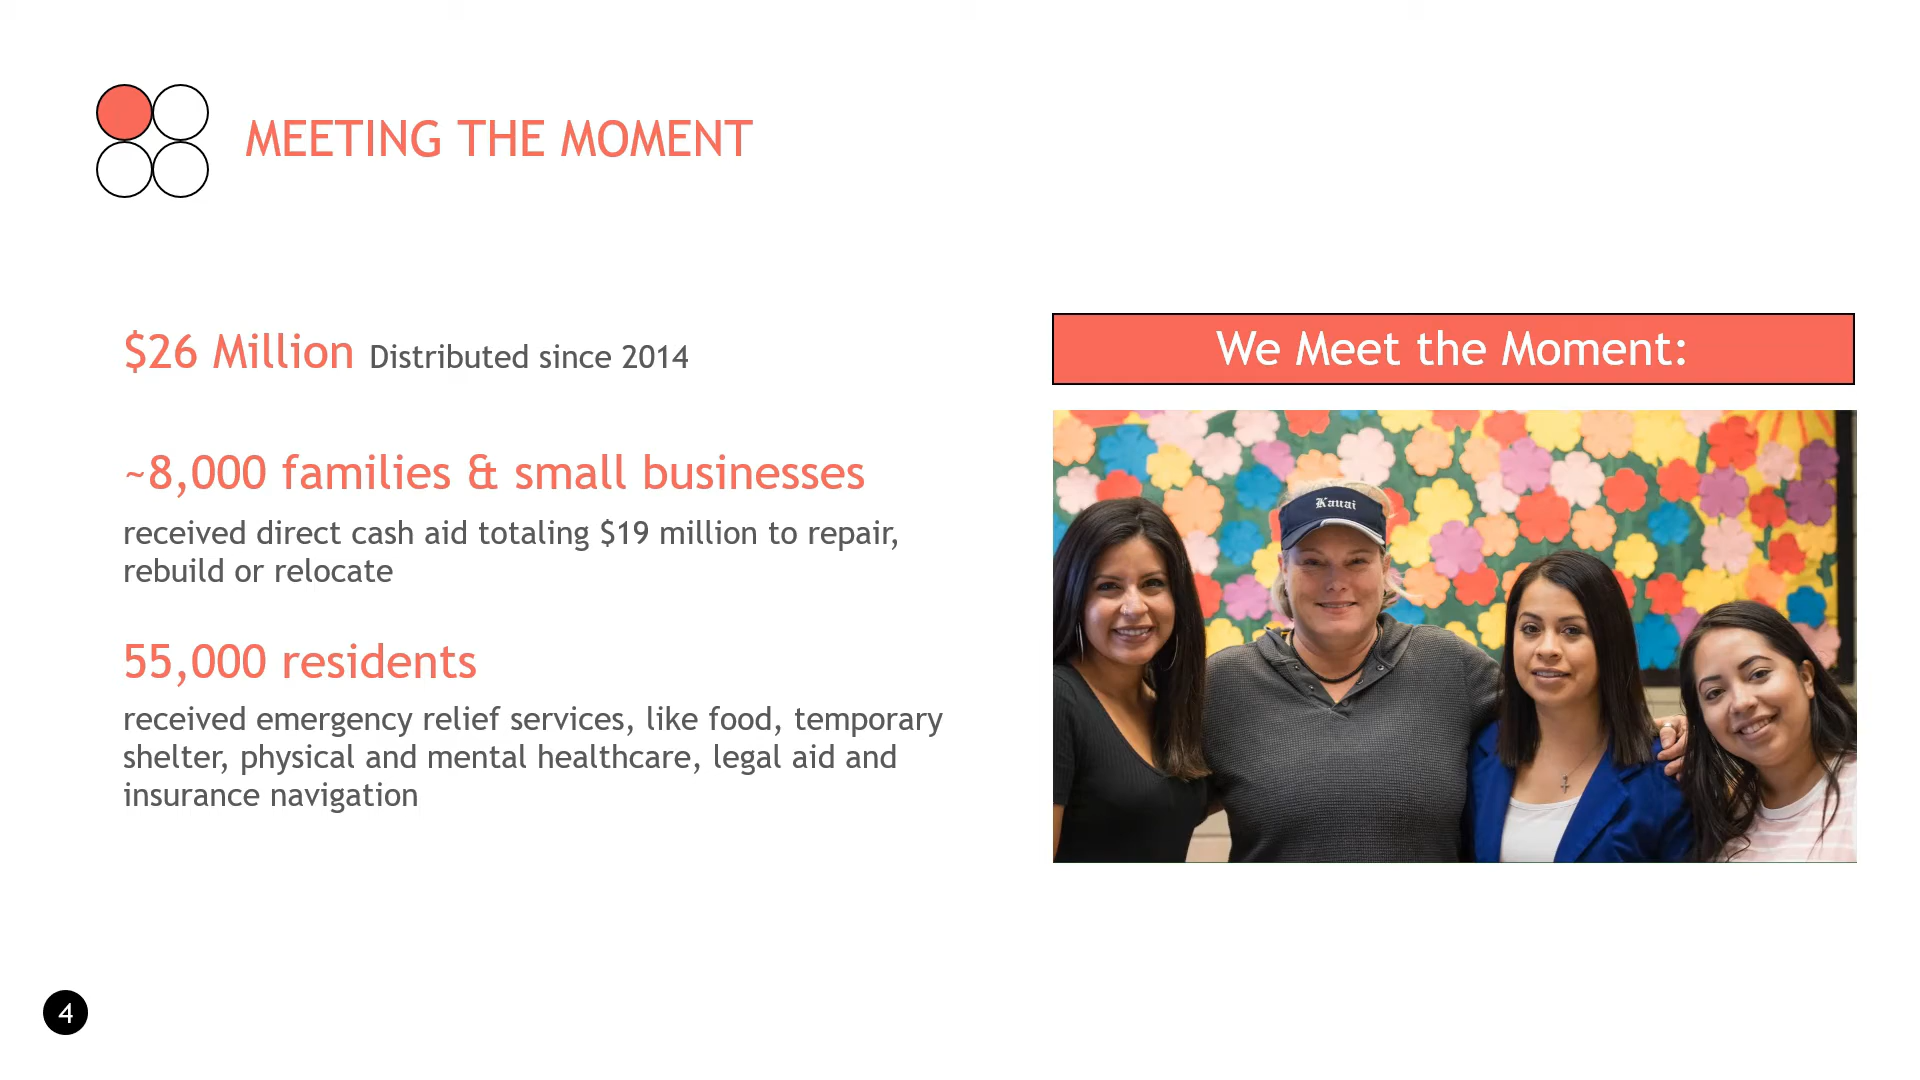 MEETING THE MOMENT
$26 Million Distributed since 2014
~8,000 families & small businesses
received direct cash aid totaling $19 million to repair,
rebuild or relocate
55,000 residents
received emergency relief services, like food, temporary
shelter, physical and mental healthcare, legal aid and
insurance navigation
We Meet the Moment:
Kauai
4